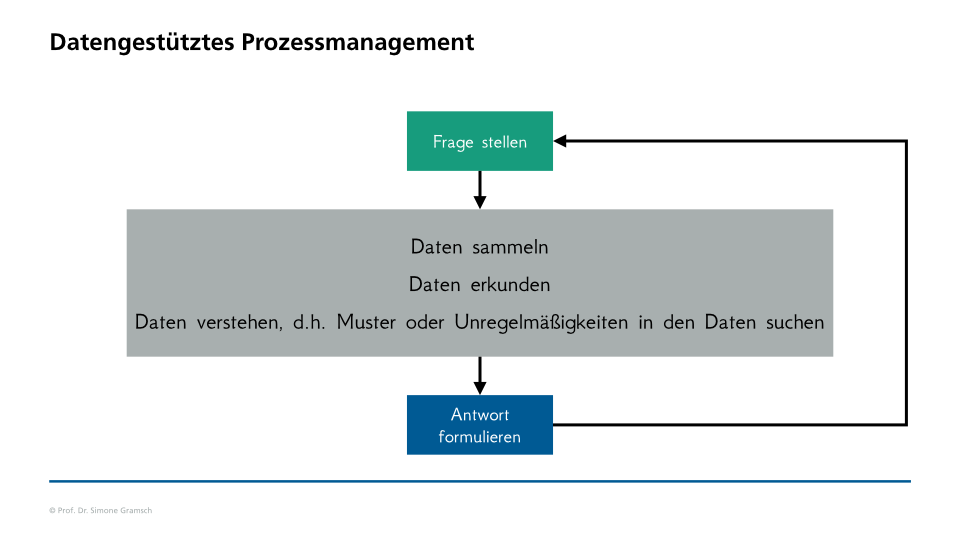 Datengestütztes Prozessmanagement
Frage stellen
Daten sammeln
Daten erkunden
Daten verstehen, d.h. Muster oder Unregelmäßigkeiten in den Daten suchen
Antwort
formulieren
© Prof. Dr. Simone Gramsch